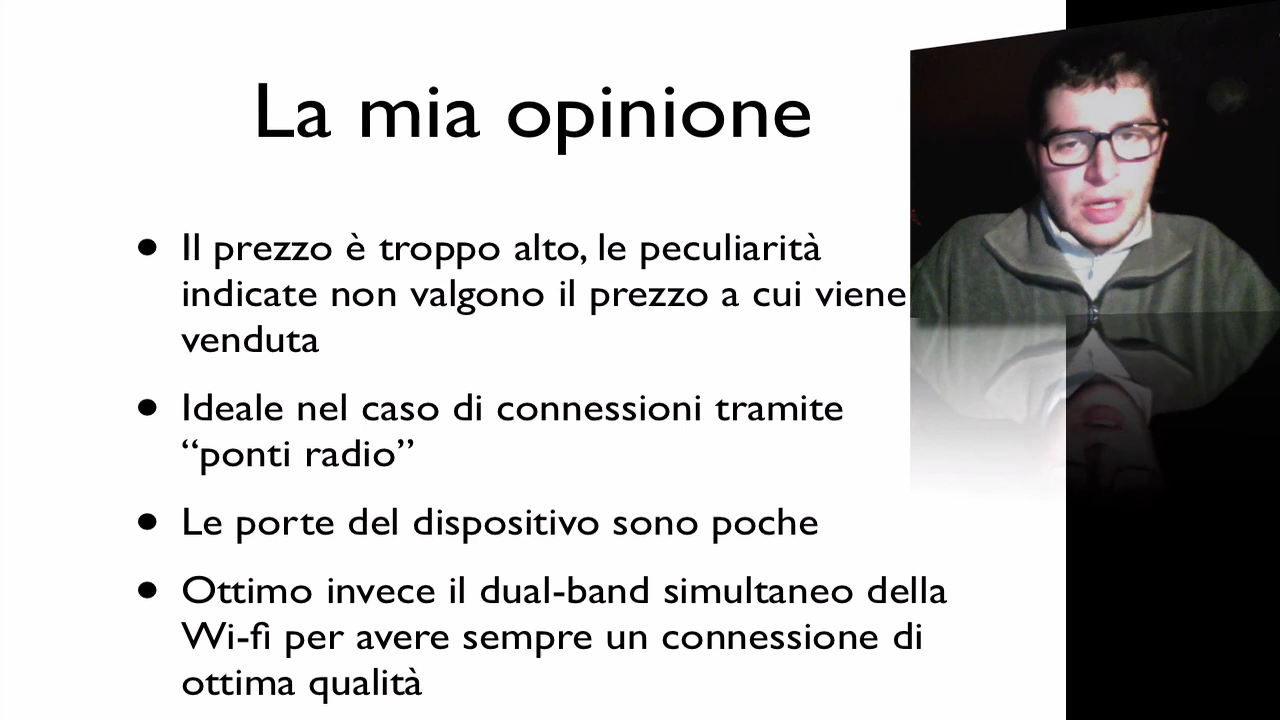 La mia opinione
• Il prezzo è troppo alto, le peculiarità
indicate non valgono il prezzo a cui viene
venduta
• Ideale nel caso di connessioni tramite
“ponti radio”
• Le porte del dispositivo sono poche
• Ottimo invece il dual-band simultaneo della
Wi-fi per avere sempre un connessione di
ottima qualità